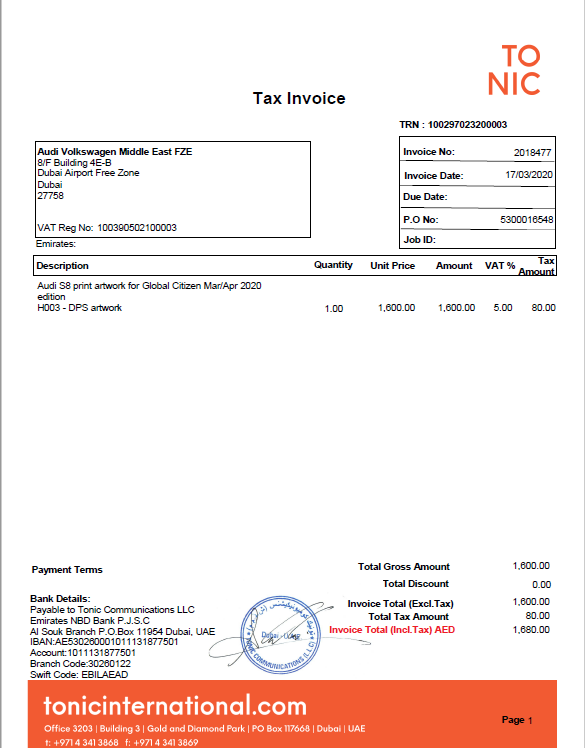 TO
NIC
Tax Invoice
TRN : 100297023200003
Audi Volkswagen Middle East FZE
8/F Building 4E-B
Dubai Airport Free Zone
Dubai
27758
VAT Reg No: 100390502100003
Emirates:
Invoice No: 2018477
Invoice Date: 17/03/2020
Due Date:
P.O No: 5300016548
Job ID:
Description Quantity Unit Price Amount VAT % Tax Amount
Audi S8 print artwork for Global Citizen Mar/Apr 2020
edition
H003 - DPS artwork 1.00 1,600.00 1,600.00 5.00 80.00
Payment Terms
Total Gross Amount 1,600.00
Total Discount 0.00
Invoice Total (Excl.Tax) 1,600.00
Total Tax Amount 80.00
Invoice Total (Incl.Tax) AED 1,680.00
Bank Details:
Payable to Tonic Communications LLC
Emirates NBD Bank P.J.S.C
Al Souk Branch P.O.Box 11954 Dubai, UAE
IBAN:AE530260001011131877501
Account:1011131877501
Branch Code:30260122
Swift Code: EBILAEAD
Dubai - U.A.E
TONIC COMMUNICATIONS (L.L.C)
tonicinternational.com
Office 3203 | Building 3 | Gold and Diamond Park | PO Box 117668 | Dubai | UAE
t: +971 4 341 3868 f: +971 4 341 3869
Page 1